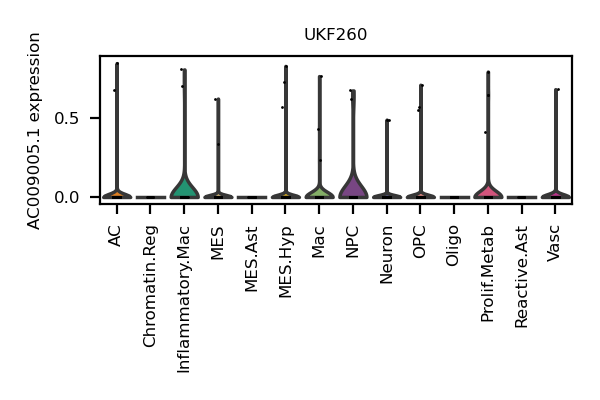 UKF260
AC009005.1 expression
0.5
0.0
AC
Chromatin.Reg
Inflammatory.Mac
MES
MES.Ast
MES.Hyp
Mac
NPC
Neuron
OPC
Oligo
Prolif.Metab
Reactive.Ast
Vasc